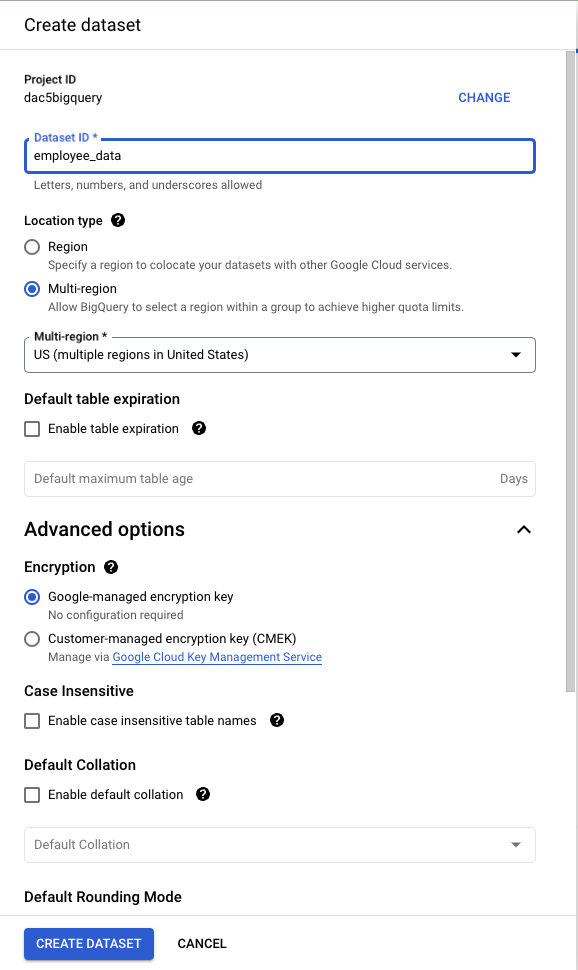 Create dataset
Project ID
dac5bigquery
CHANGE
Dataset ID *
employee_data
Letters, numbers, and underscores allowed
Location type ?
Region
Specify a region to colocate your datasets with other Google Cloud services.
Multi-region
Allow BigQuery to select a region within a group to achieve higher quota limits.
Multi-region *
US (multiple regions in United States)
Default table expiration
Enable table expiration ?
Default maximum table age Days
Advanced options
Encryption ?
Google-managed encryption key
No configuration required
Customer-managed encryption key (CMEK)
Manage via Google Cloud Key Management Service
Case Insensitive
Enable case insensitive table names ?
Default Collation
Enable default collation ?
Default Collation
Default Rounding Mode
CREATE DATASET CANCEL